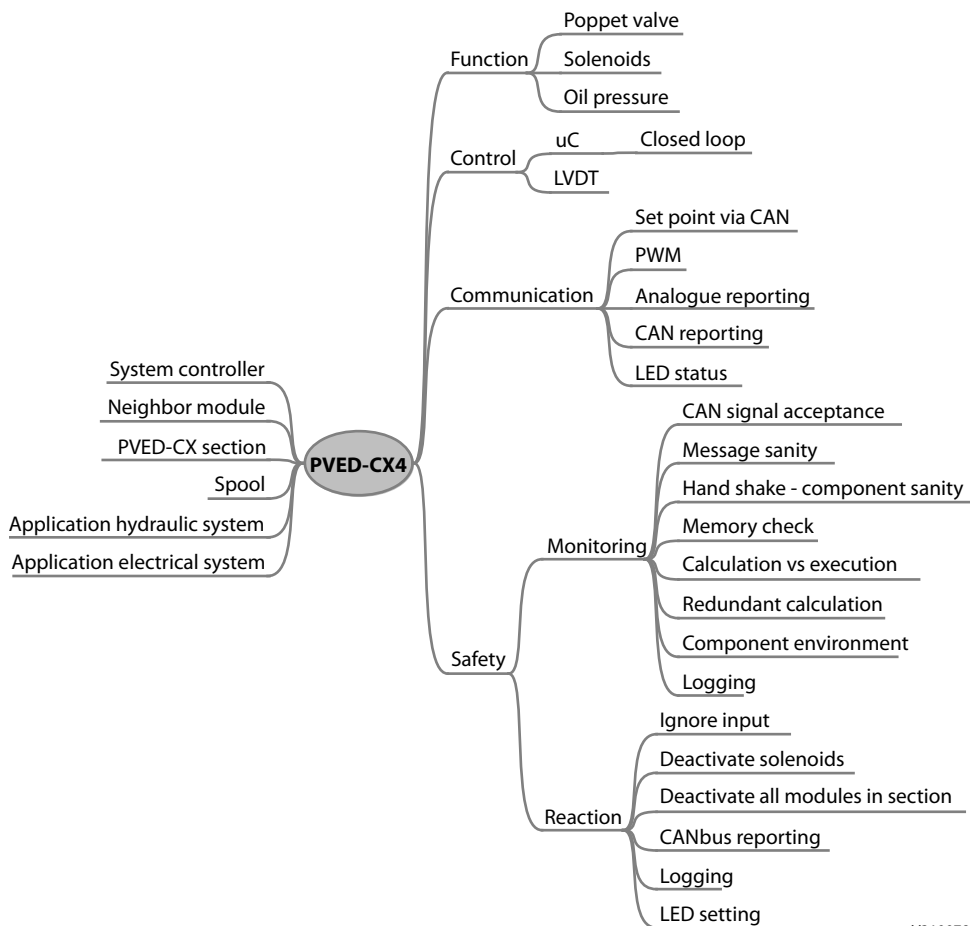 Poppet valve
Function
Solenoids
Oil pressure
uC
Closed loop
Control
LVDT
Set point via CAN
PWM
Communication
Analogue reporting
CAN reporting
LED status
System controller
Neighbor module
PVED-CX section
Spool
Application hydraulic system
Application electrical system
PVED-CX4
CAN signal acceptance
Message sanity
Hand shake - component sanity
Memory check
Monitoring
Calculation vs execution
Redundant calculation
Component environment
Logging
Safety
Ignore input
Deactivate solenoids
Deactivate all modules in section
Reaction
CANbus reporting
Logging
LED setting